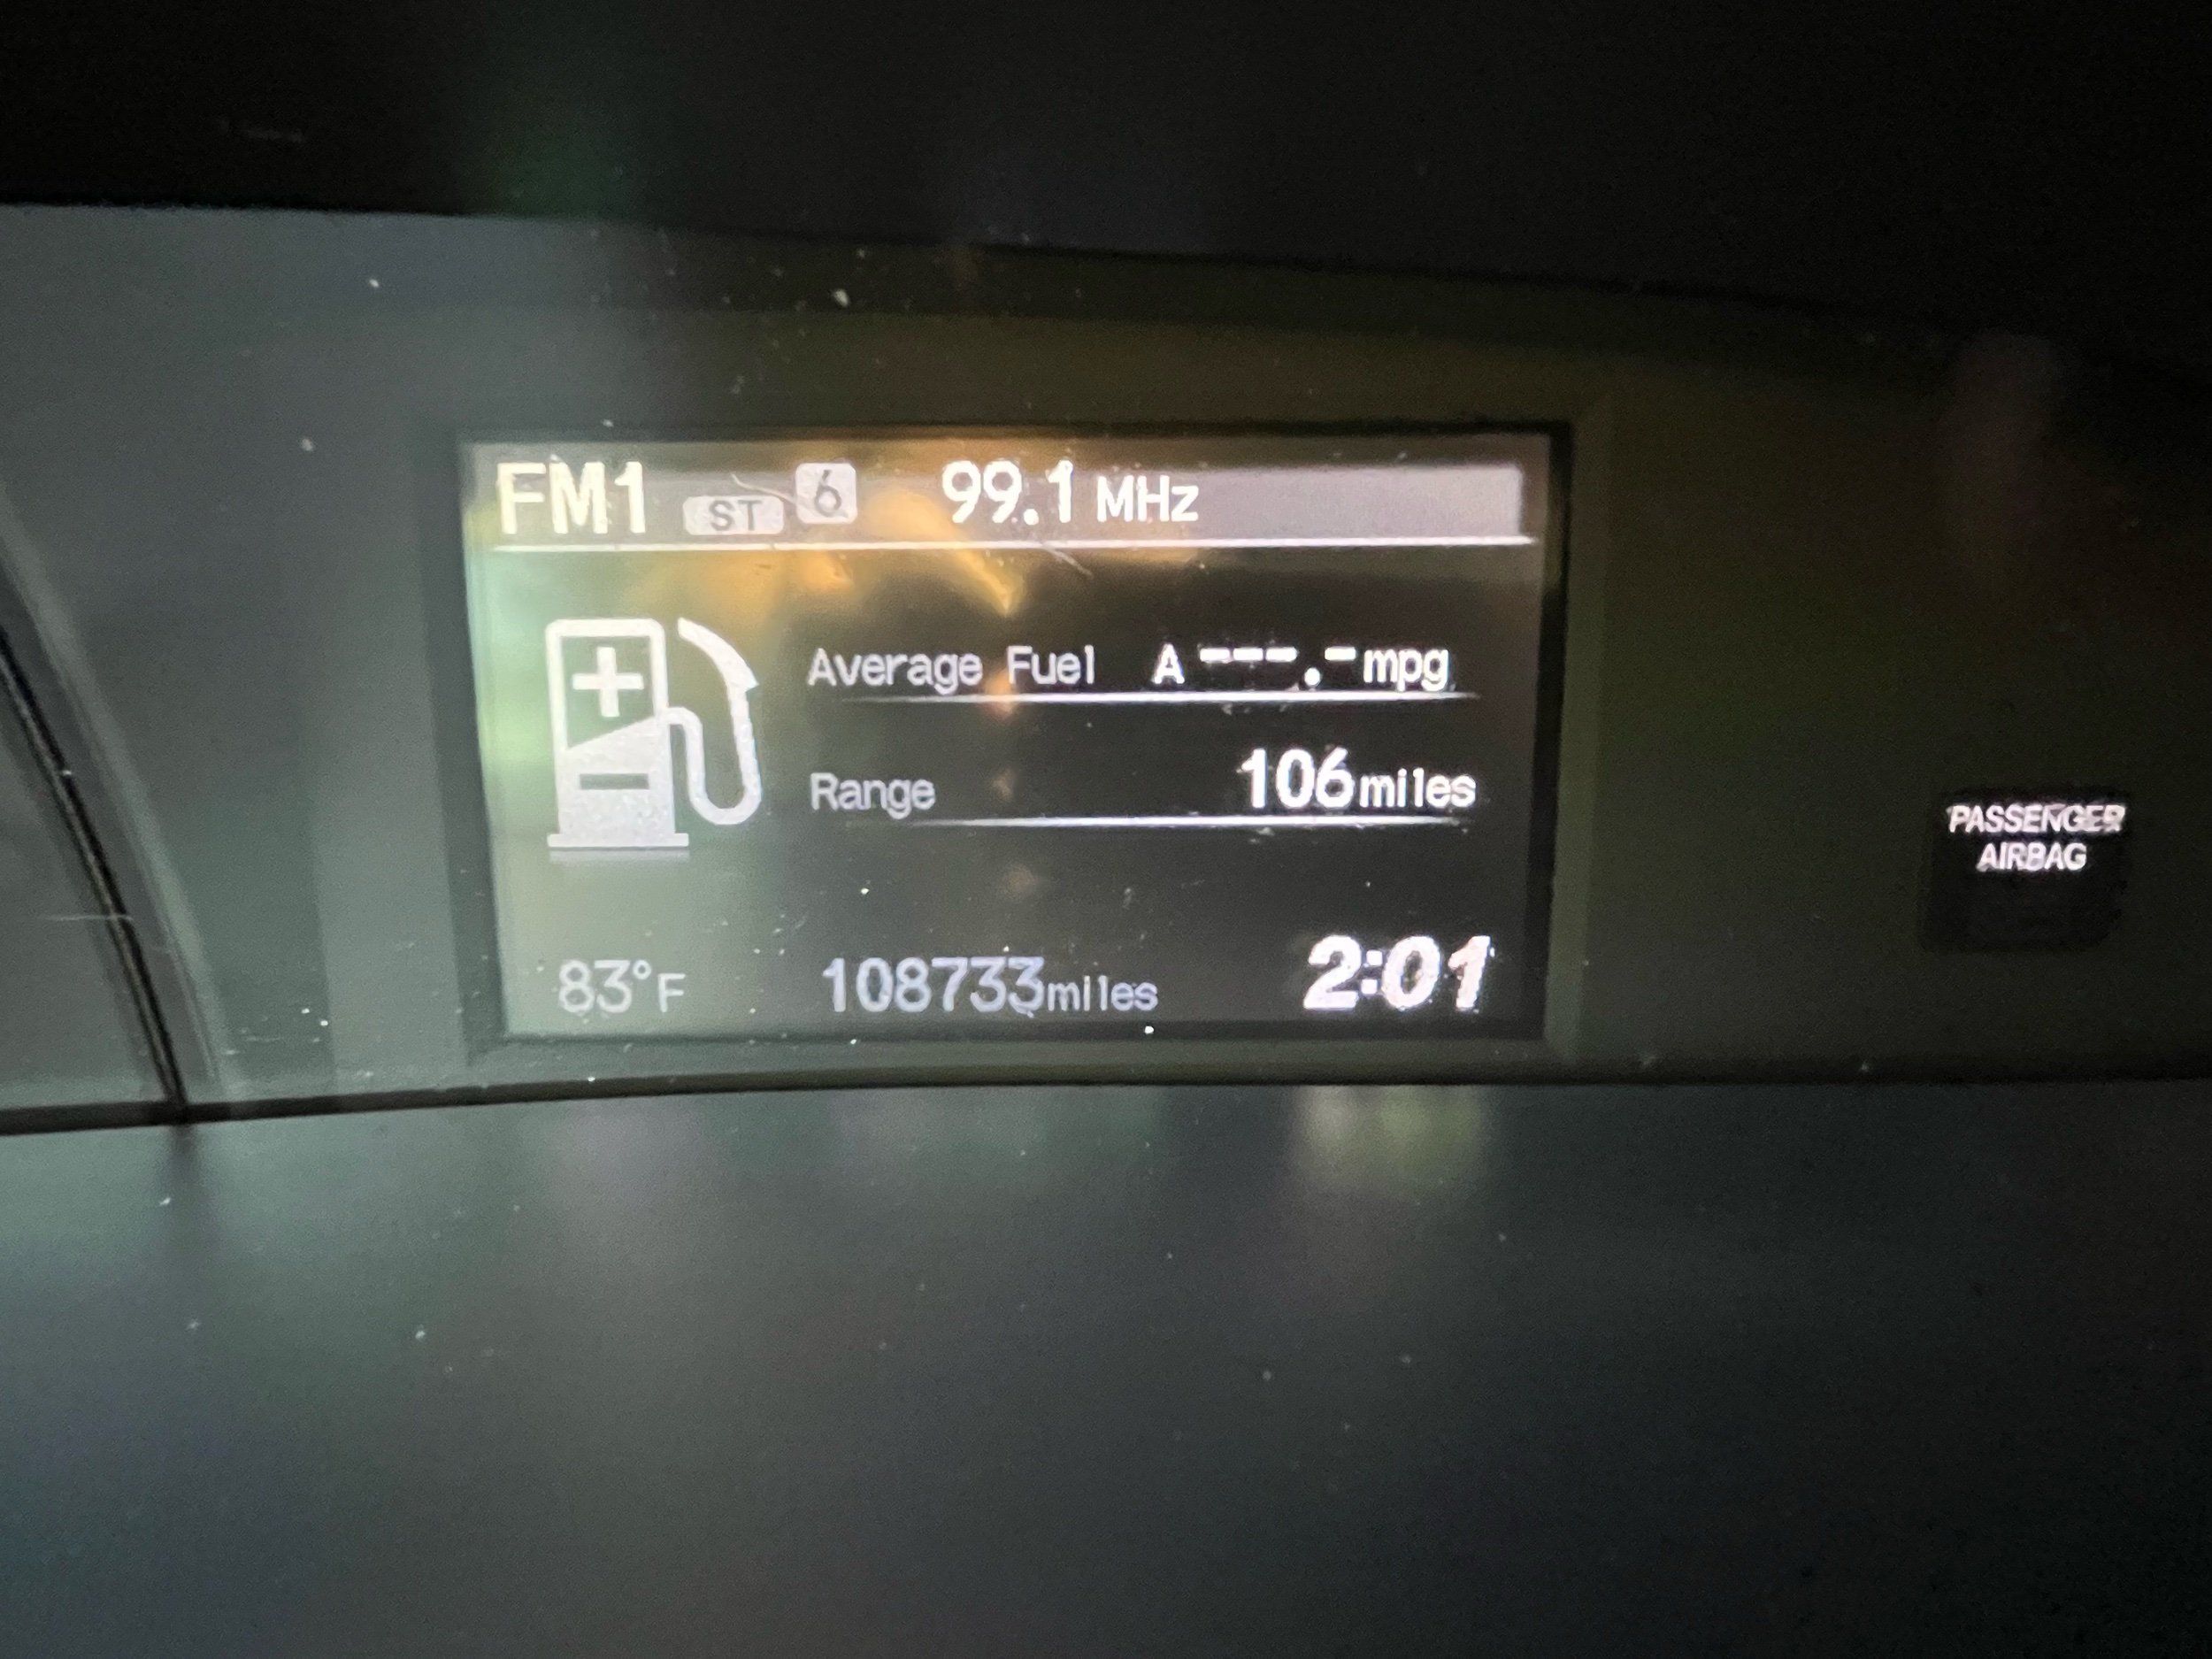 FM1 ST 6 99.1 MHz
Average Fuel A ---.- mpg
Range 106 miles
PASSENGER
AIRBAG
83°F 108733 miles 2:01